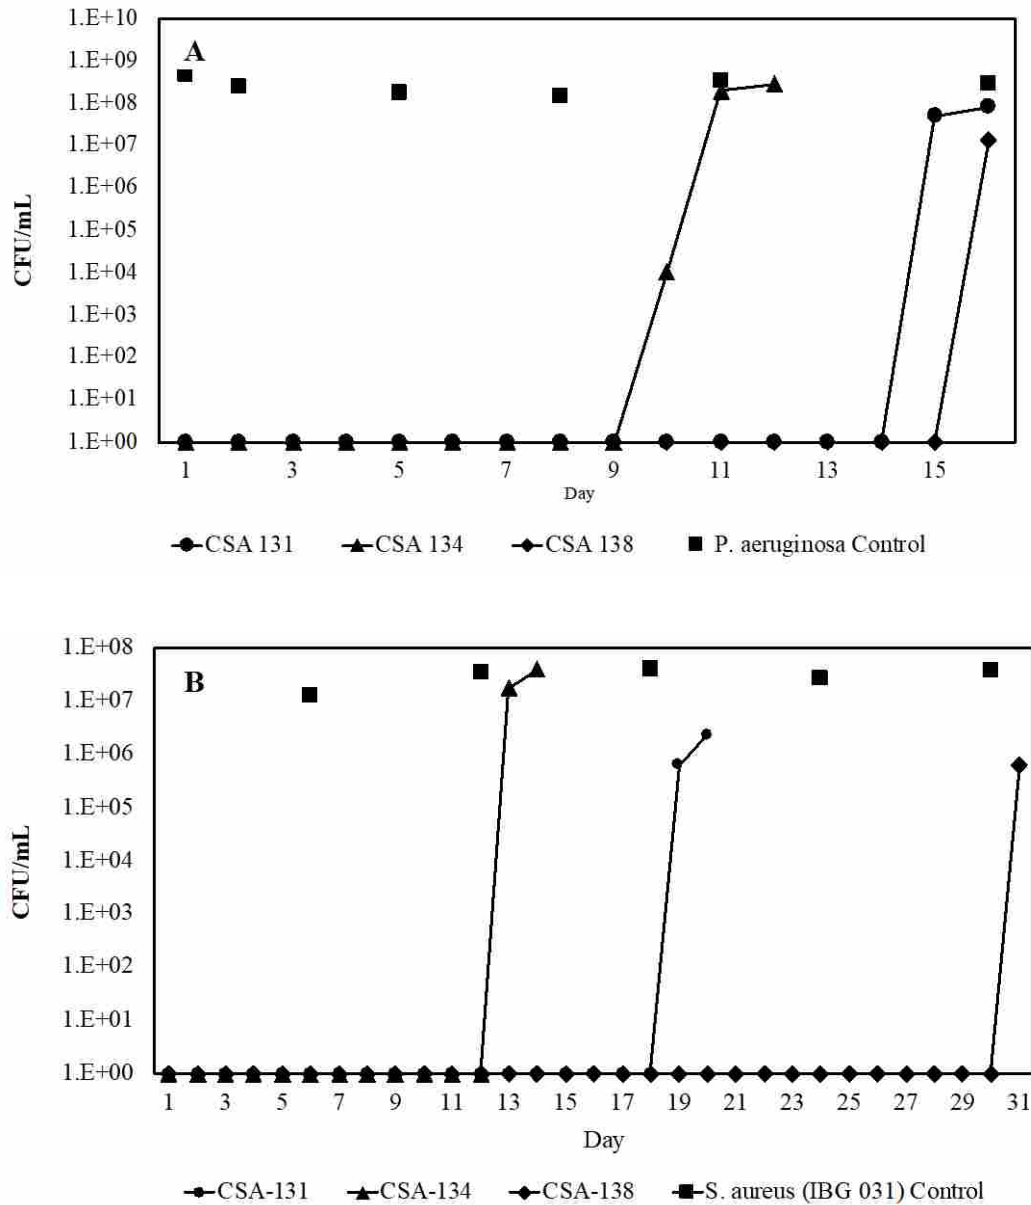 A
1.E+10
1.E+09
1.E+08
1.E+07
1.E+06
1.E+05
1.E+04
1.E+03
1.E+02
1.E+01
1.E+00
CFU/mL
1 3 5 7 9 11 13 15
Day
CSA 131 CSA 134 CSA 138 P. aeruginosa Control
B
1.E+08
1.E+07
1.E+06
1.E+05
1.E+04
1.E+03
1.E+02
1.E+01
1.E+00
CFU/mL
1 3 5 7 9 11 13 15 17 19 21 23 25 27 29 31
Day
CSA-131 CSA-134 CSA-138 S. aureus (IBG 031) Control